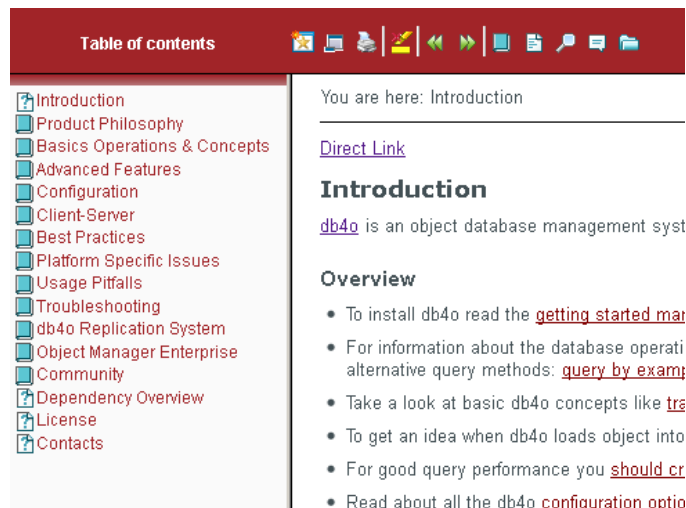 Table of contents
Introduction
Product Philosophy
Basics Operations & Concepts
Advanced Features
Configuration
Client-Server
Best Practices
Platform Specific Issues
Usage Pitfalls
Troubleshooting
db4o Replication System
Object Manager Enterprise
Community
Dependency Overview
License
Contacts
You are here: Introduction
Direct Link
Introduction
db4o is an object database management syst
Overview
To install db4o read the getting started mar
For information about the database operati
alternative query methods: query by examp
Take a look at basic db4o concepts like tra
To get an idea when db4o loads object into
For good query performance you should cr
Read about all the db4o configuration optio